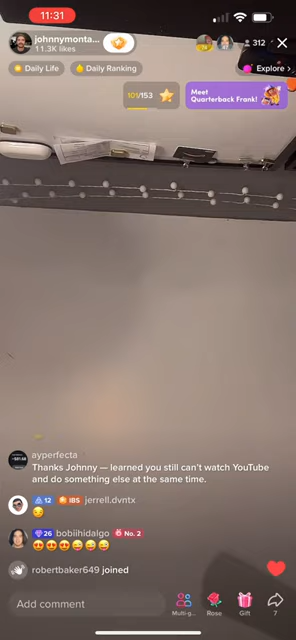 11:31
johnnymonta...
11.3K likes
312
Daily Life
Daily Ranking
Explore >
101/153
Meet
Quarterback Frank!
ayperfecta
Thanks Johnny — learned you still can't watch YouTube
and do something else at the same time.
12 IBS jerrell.dvntx
😏
26 bobiihidalgo No. 2
😍😍😍😂😂😂
robertbaker649 joined
Add comment
Multi-g...
Rose
Gift
7